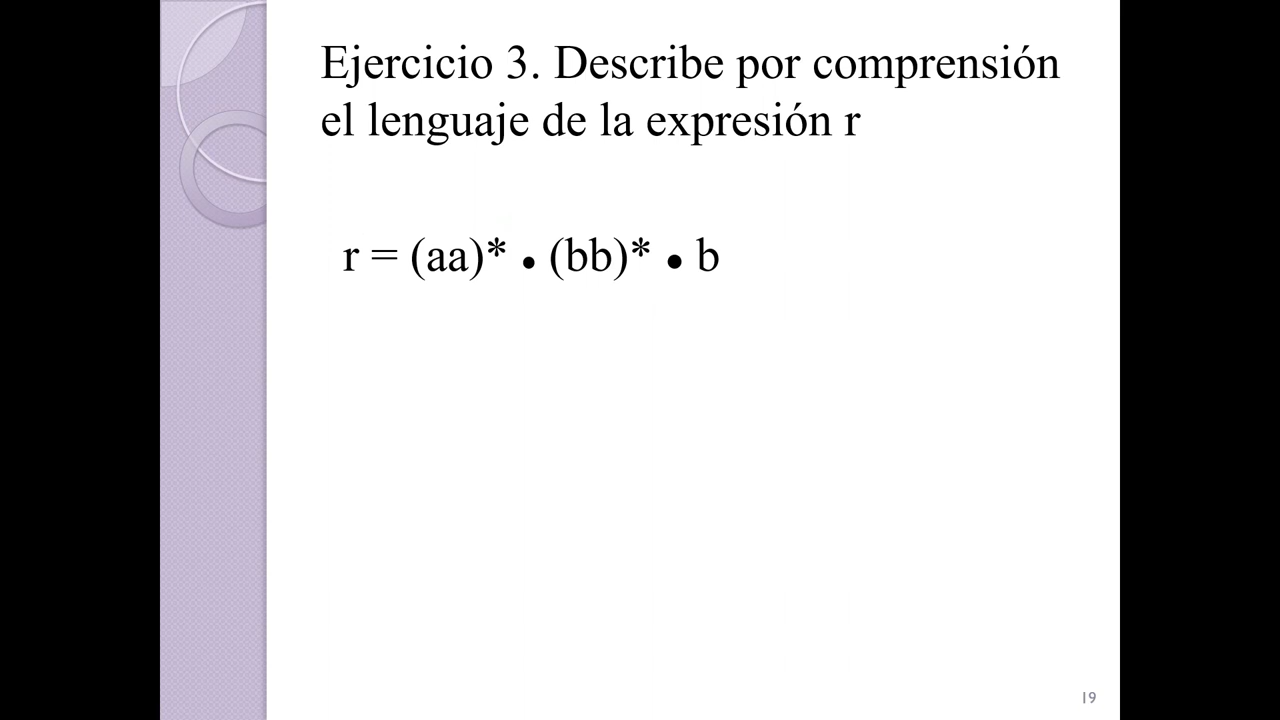 Ejercicio 3. Describe por comprensión
el lenguaje de la expresión r
r = (aa)* • (bb)* • b
19